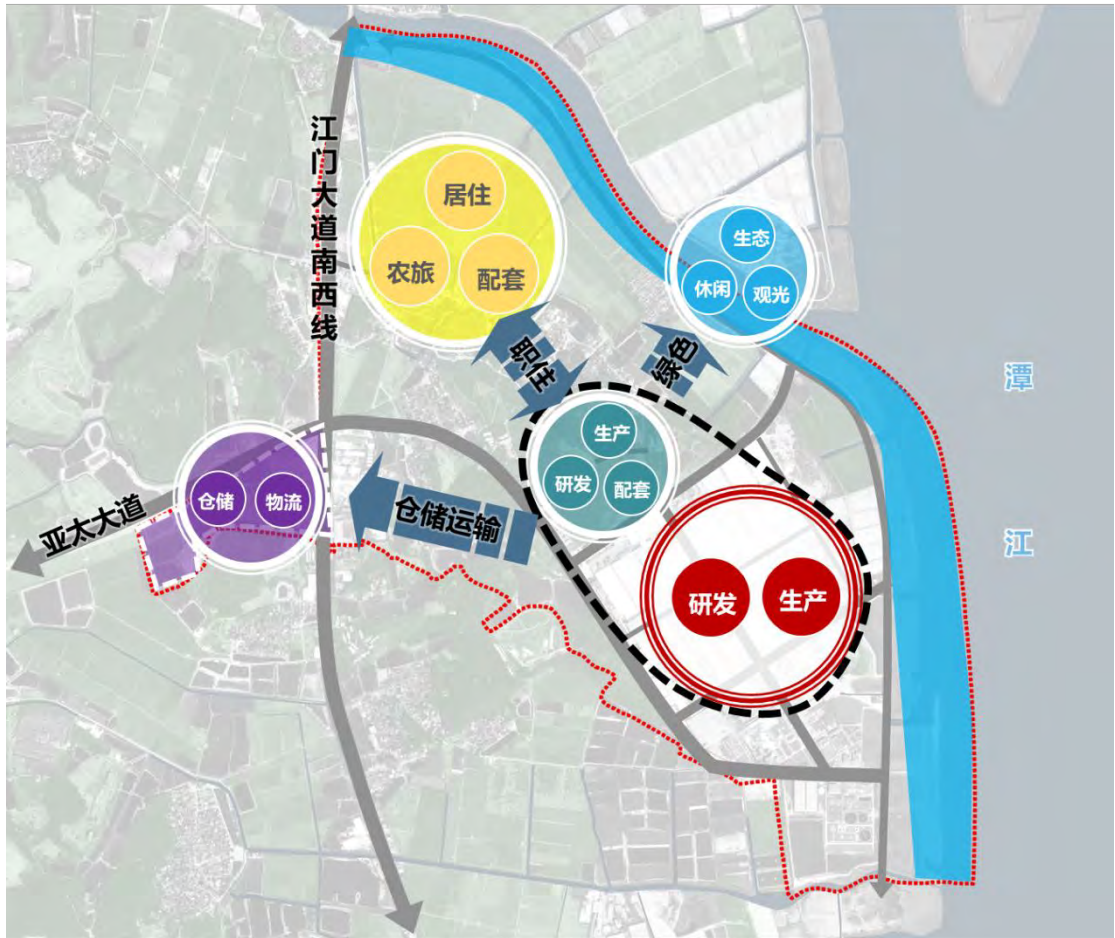 江门大道南西线
居住
农旅
配套
生态
休闲
观光
职住
绿色
潭江
生产
研发
配套
仓储
物流
仓储运输
亚太大道
研发
生产